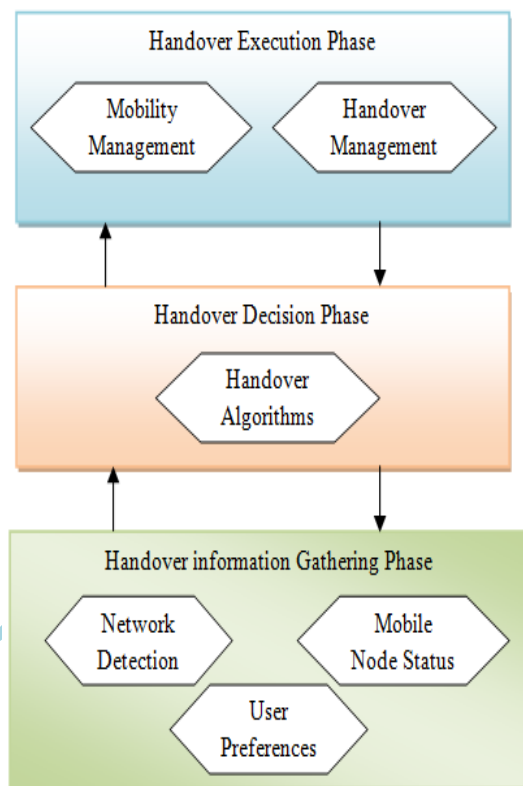 Handover Execution Phase
Mobility
Management
Handover
Management
Handover Decision Phase
Handover
Algorithms
Handover information Gathering Phase
Network
Detection
Mobile
Node Status
User
Preferences